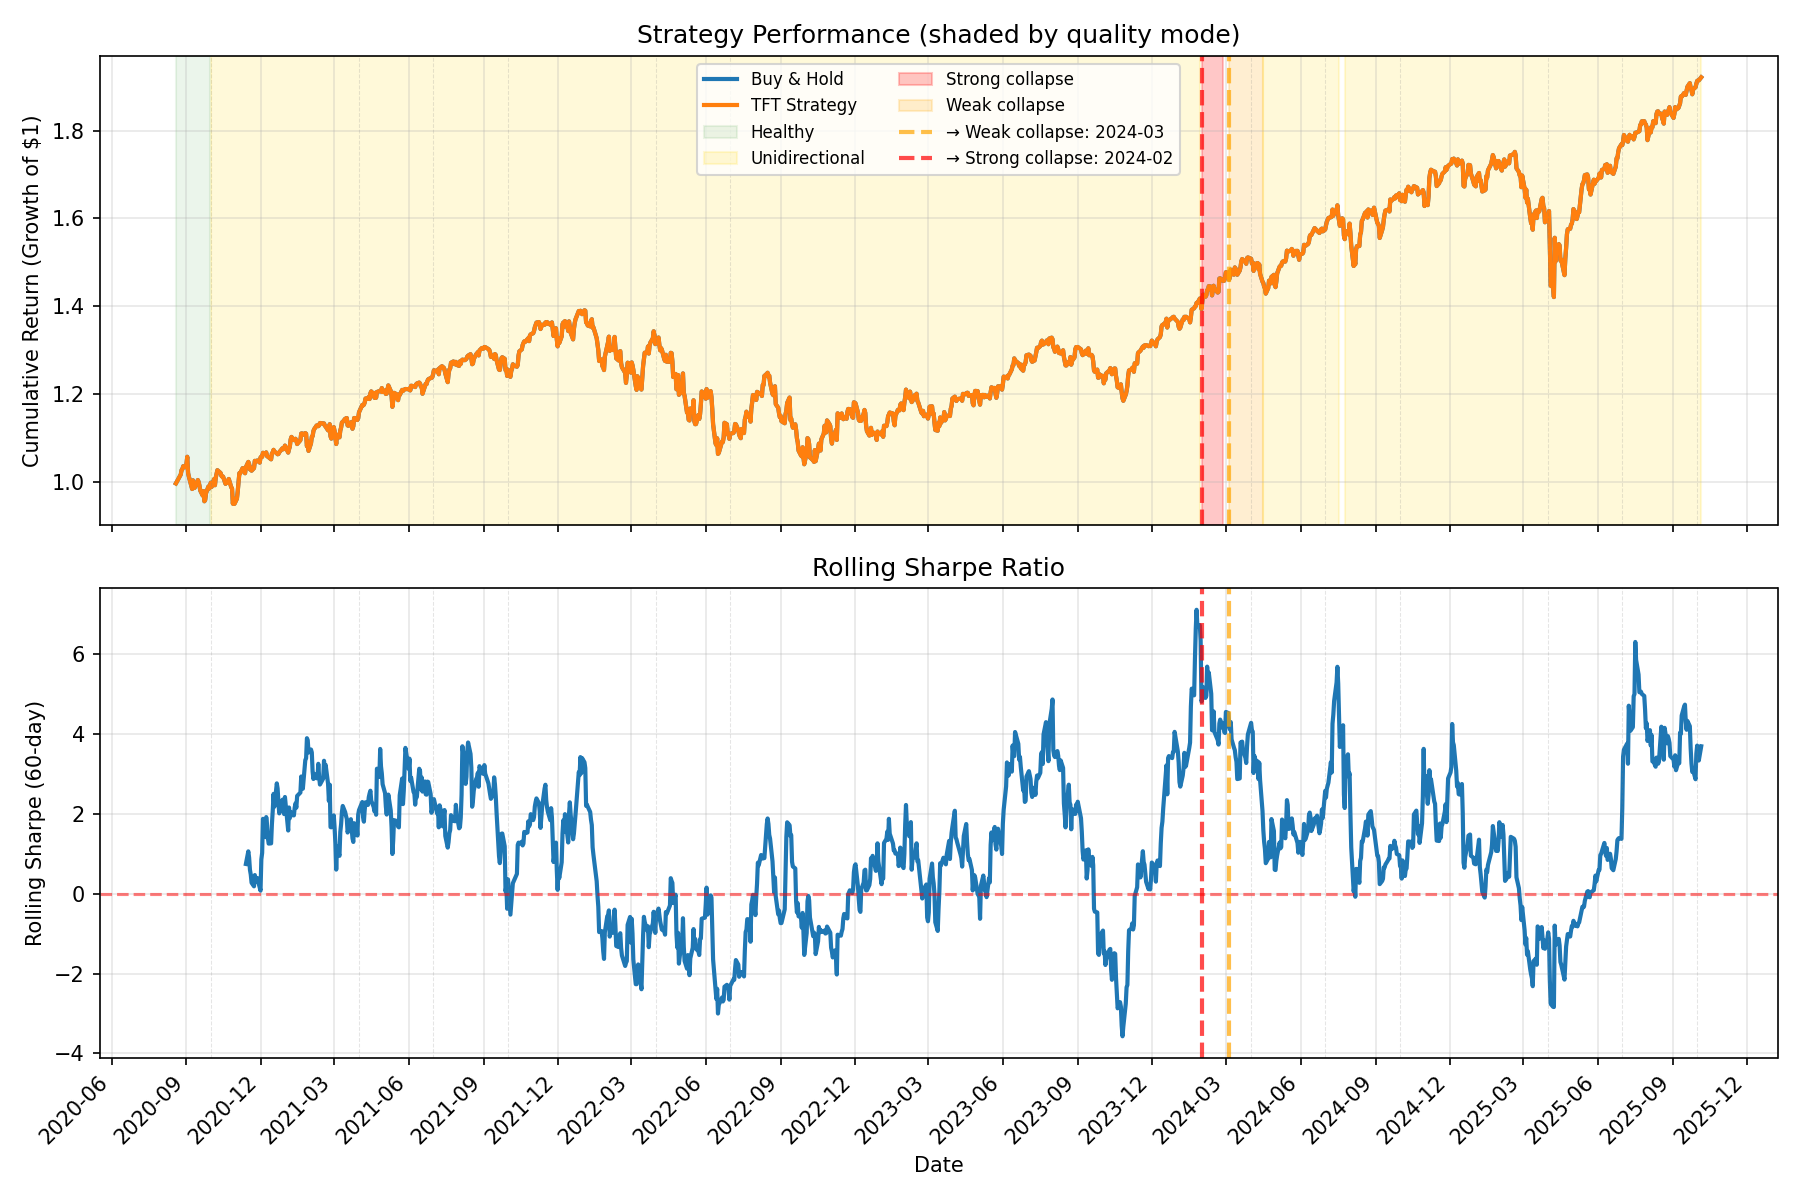 Strategy Performance (shaded by quality mode)
Cumulative Return (Growth of $1)
1.8
1.6
1.4
1.2
1.0
Buy & Hold
TFT Strategy
Healthy
Unidirectional
Strong collapse
Weak collapse
→ Weak collapse: 2024-03
→ Strong collapse: 2024-02
Rolling Sharpe Ratio
Rolling Sharpe (60-day)
6
4
2
0
−2
−4
2020-06
2020-09
2020-12
2021-03
2021-06
2021-09
2021-12
2022-03
2022-06
2022-09
2022-12
2023-03
2023-06
2023-09
2023-12
2024-03
2024-06
2024-09
2024-12
2025-03
2025-06
2025-09
2025-12
Date